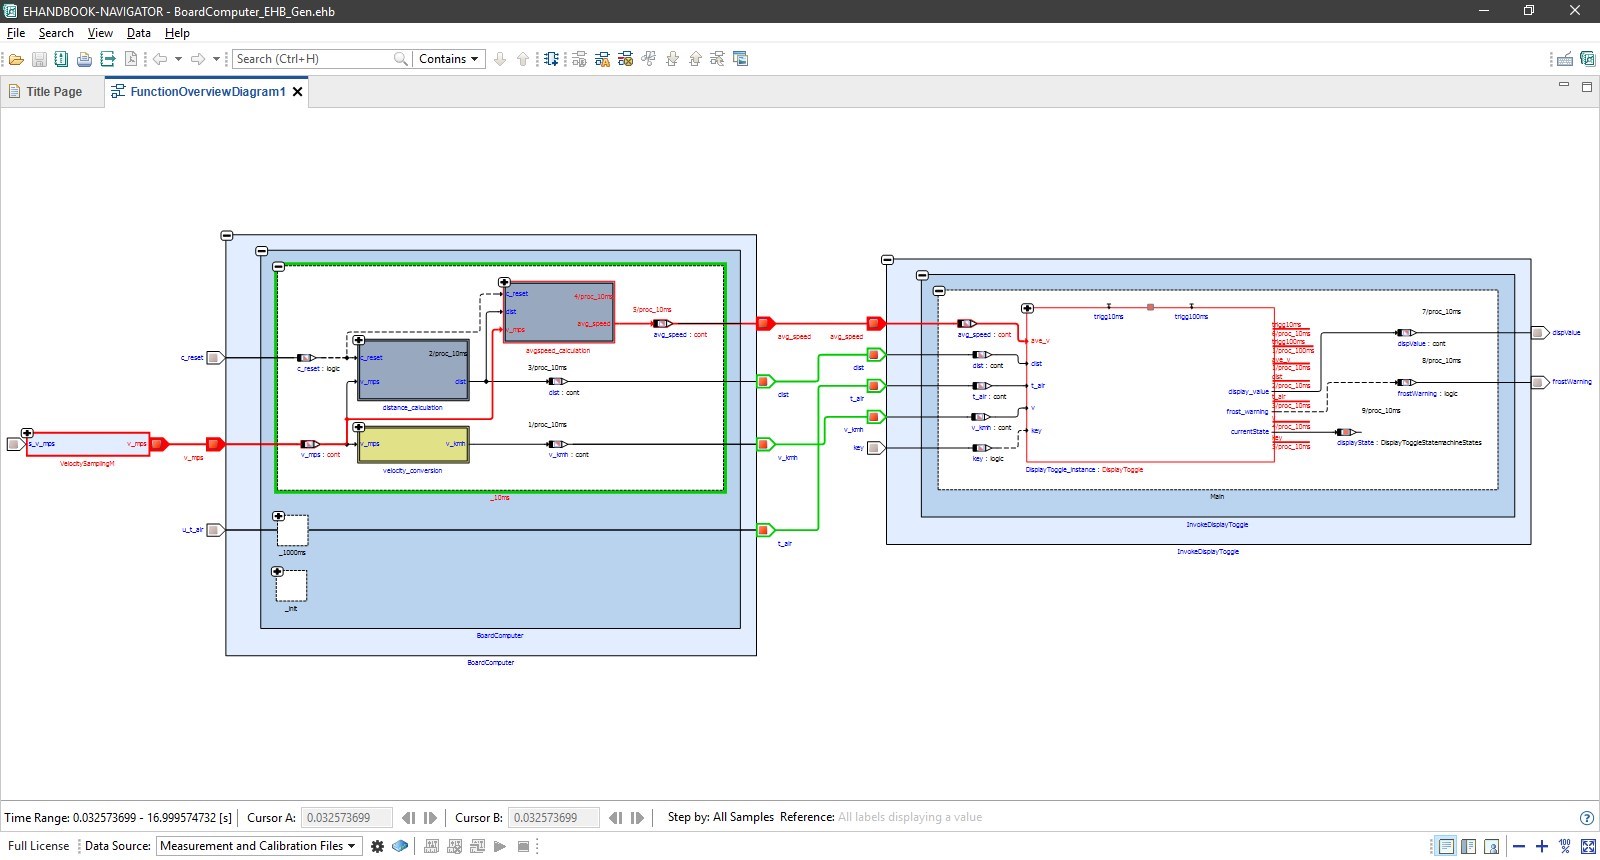 EHANDBOOK-NAVIGATOR - BoardComputer_EHB_Gen.ehb
File Search View Data Help
Search (Ctrl+H) Contains
Title Page FunctionOverviewDiagram1
c_reset
4/proc_10ms
dist
avg_speed
v_mps
avgspeed_calculation
5/proc_10ms
avg_speed : cont
c_reset
c_reset : logic
c_reset
2/proc_10ms
v_mps
dist
distance_calculation
3/proc_10ms
dist : cont
s_v_mps
v_mps
VelocitySamplingM
v_mps
v_mps : cont
v_mps
v_kmh
velocity_conversion
1/proc_10ms
v_kmh : cont
_10ms
u_t_air
_1000ms
_init
BoardComputer
BoardComputer
avg_speed
dist
v_kmh
t_air
avg_speed
dist
t_air
v_kmh
key
avg_speed : cont
dist : cont
t_air : cont
v_kmh : cont
key : logic
trigg10ms
trigg100ms
ave_v
dist
t_air
v
key
display_value
frost_warning
currentState
trigg10ms
trigg100ms
DisplayToggle_Instance : DisplayToggle
7/proc_10ms
dispValue : cont
8/proc_10ms
frostWarning : logic
9/proc_10ms
displayState : DisplayToggleStatemachineStates
Main
InvokeDisplayToggle
InvokeDisplayToggle
dispValue
frostWarning
Time Range: 0.032573699 - 16.999574732 [s] Cursor A: 0.032573699 Cursor B: 0.032573699 Step by: All Samples Reference: All labels displaying a value
Full License Data Source: Measurement and Calibration Files 100 %